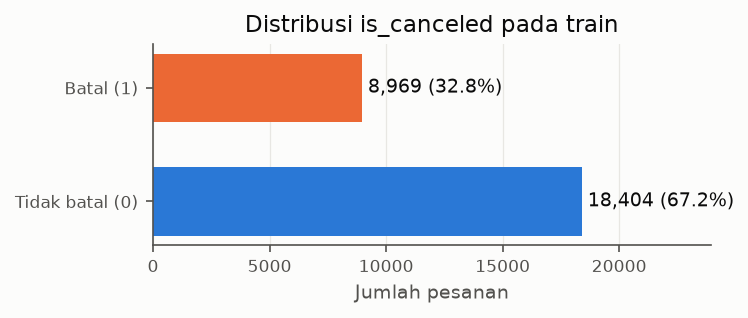 Distribusi is_canceled pada train
Batal (1)
8,969 (32.8%)
Tidak batal (0)
18,404 (67.2%)
0 5000 10000 15000 20000
Jumlah pesanan